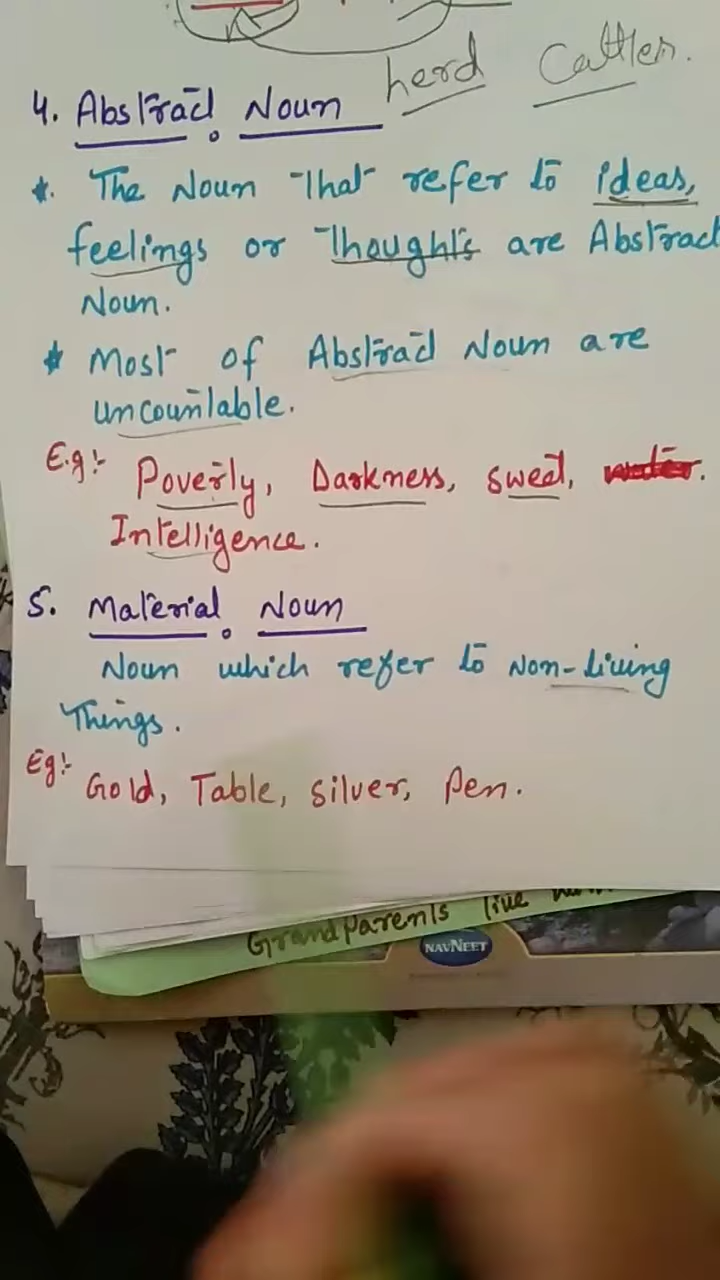 herd Cattles.
4. Abstract Noun
*. The Noun That refer to ideas,
feelings or Thoughts are Abstract
Noun.
* Most of Abstract Noun are
uncountable.
E.g:- Poverty, Darkness, sweet,
Intelligence.
5. Material Noun
Noun which refer to Non-living
Things.
Eg:- Gold, Table, silver, Pen.
Grandparents live
NAVNEET